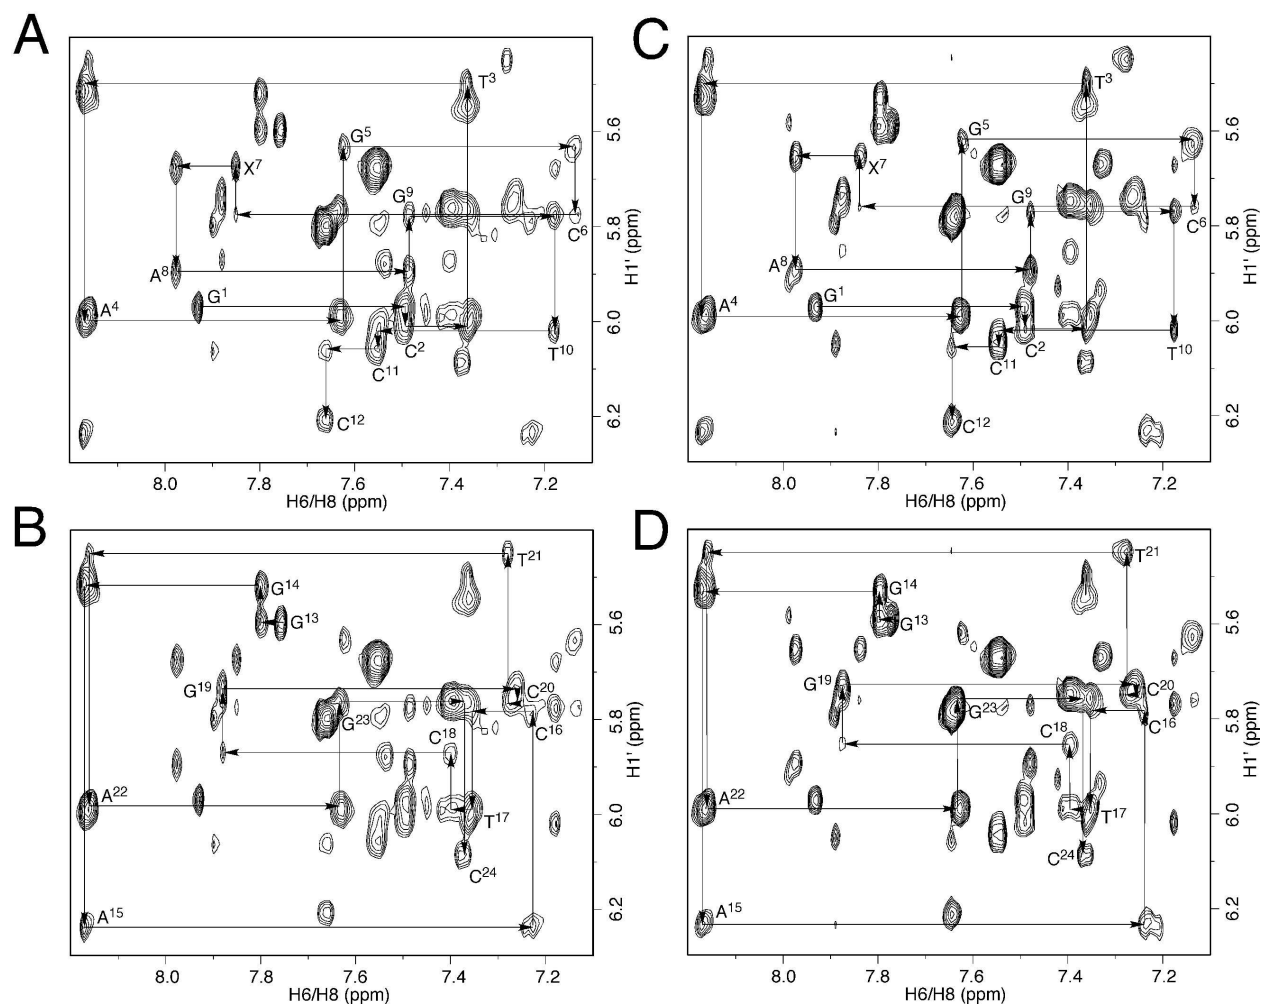 A
T3
G5
X7
G9
C6
A8
G1
A4
C2
T10
C11
C12
5.6
5.8
6.0
6.2
H1' (ppm)
8.0 7.8 7.6 7.4 7.2
H6/H8 (ppm)
C
T3
G5
X7
G9
C6
A8
G1
A4
C2
T10
C11
C12
5.6
5.8
6.0
6.2
H1' (ppm)
8.0 7.8 7.6 7.4 7.2
H6/H8 (ppm)
B
T21
G14
G13
G19
C20
G23
C16
C18
A22
T17
C24
A15
5.6
5.8
6.0
6.2
H1' (ppm)
8.0 7.8 7.6 7.4 7.2
H6/H8 (ppm)
D
T21
G14
G13
G19
C20
G23
C16
C18
A22
T17
C24
A15
5.6
5.8
6.0
6.2
H1' (ppm)
8.0 7.8 7.6 7.4 7.2
H6/H8 (ppm)